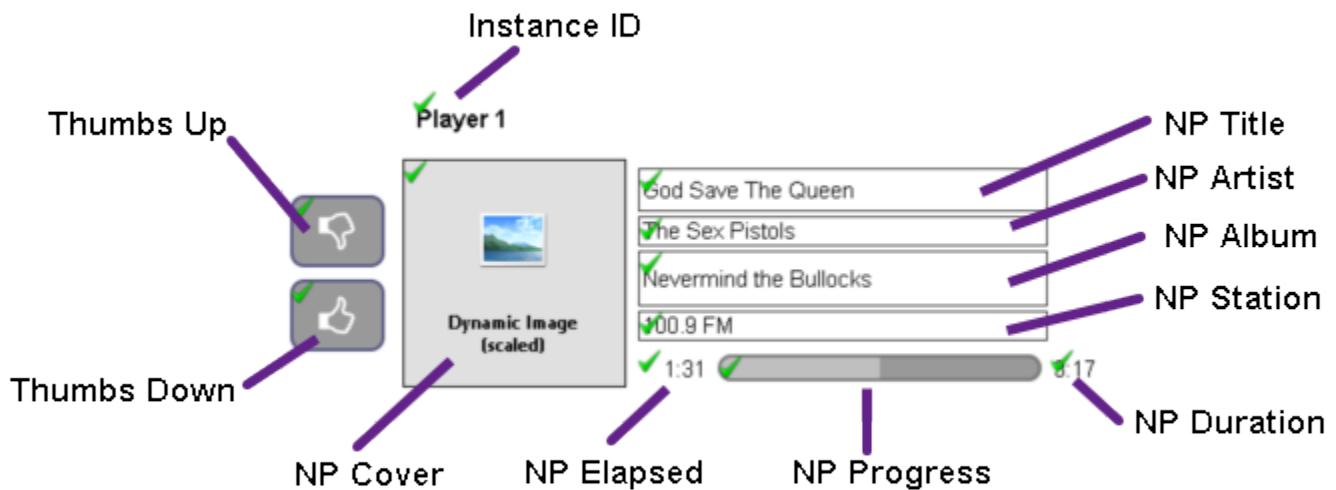 Instance ID
Player 1
Thumbs Up
NP Title
God Save The Queen
NP Artist
The Sex Pistols
NP Album
Nevermind the Bullocks
NP Station
100.9 FM
Dynamic Image
(scaled)
1:31
3:17
Thumbs Down
NP Duration
NP Cover
NP Elapsed
NP Progress